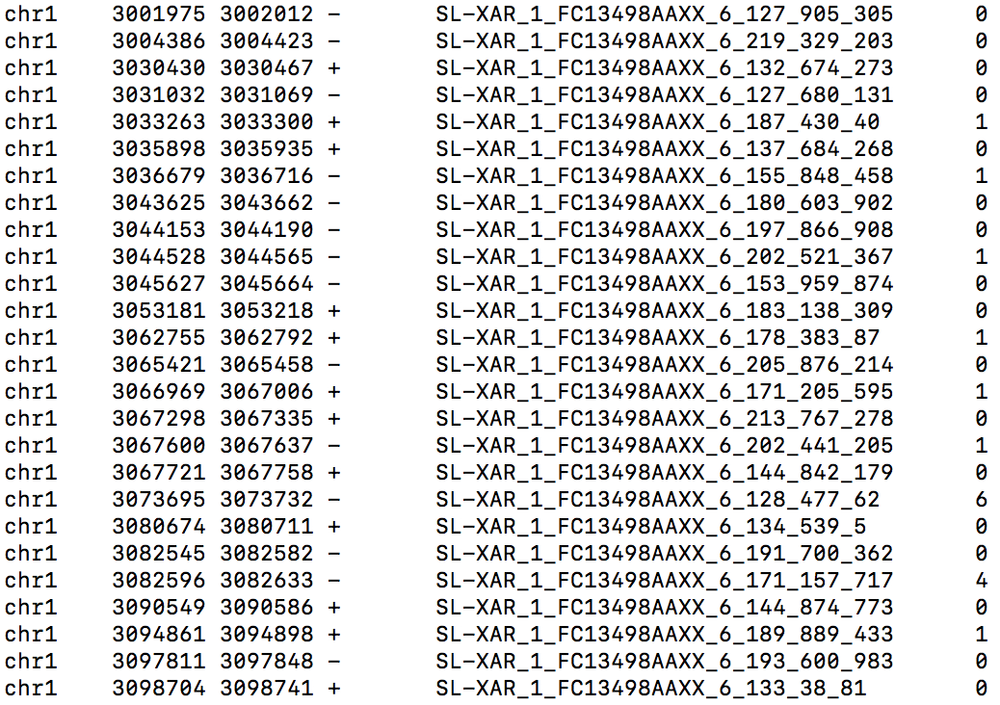 chr1 3001975 3002012 - SL-XAR_1_FC13498AAXX_6_127_905_305 0
chr1 3004386 3004423 - SL-XAR_1_FC13498AAXX_6_219_329_203 0
chr1 3030430 3030467 + SL-XAR_1_FC13498AAXX_6_132_674_273 0
chr1 3031032 3031069 - SL-XAR_1_FC13498AAXX_6_127_680_131 0
chr1 3033263 3033300 + SL-XAR_1_FC13498AAXX_6_187_430_40 1
chr1 3035898 3035935 + SL-XAR_1_FC13498AAXX_6_137_684_268 0
chr1 3036679 3036716 - SL-XAR_1_FC13498AAXX_6_155_848_458 1
chr1 3043625 3043662 - SL-XAR_1_FC13498AAXX_6_180_603_902 0
chr1 3044153 3044190 - SL-XAR_1_FC13498AAXX_6_197_866_908 0
chr1 3044528 3044565 - SL-XAR_1_FC13498AAXX_6_202_521_367 1
chr1 3045627 3045664 - SL-XAR_1_FC13498AAXX_6_153_959_874 0
chr1 3053181 3053218 + SL-XAR_1_FC13498AAXX_6_183_138_309 0
chr1 3062755 3062792 + SL-XAR_1_FC13498AAXX_6_178_383_87 1
chr1 3065421 3065458 - SL-XAR_1_FC13498AAXX_6_205_876_214 0
chr1 3066969 3067006 + SL-XAR_1_FC13498AAXX_6_171_205_595 1
chr1 3067298 3067335 + SL-XAR_1_FC13498AAXX_6_213_767_278 0
chr1 3067600 3067637 - SL-XAR_1_FC13498AAXX_6_202_441_205 1
chr1 3067721 3067758 + SL-XAR_1_FC13498AAXX_6_144_842_179 0
chr1 3073695 3073732 - SL-XAR_1_FC13498AAXX_6_128_477_62 6
chr1 3080674 3080711 + SL-XAR_1_FC13498AAXX_6_134_539_5 0
chr1 3082545 3082582 - SL-XAR_1_FC13498AAXX_6_191_700_362 0
chr1 3082596 3082633 - SL-XAR_1_FC13498AAXX_6_171_157_717 4
chr1 3090549 3090586 + SL-XAR_1_FC13498AAXX_6_144_874_773 0
chr1 3094861 3094898 + SL-XAR_1_FC13498AAXX_6_189_889_433 1
chr1 3097811 3097848 - SL-XAR_1_FC13498AAXX_6_193_600_983 0
chr1 3098704 3098741 + SL-XAR_1_FC13498AAXX_6_133_38_81 0